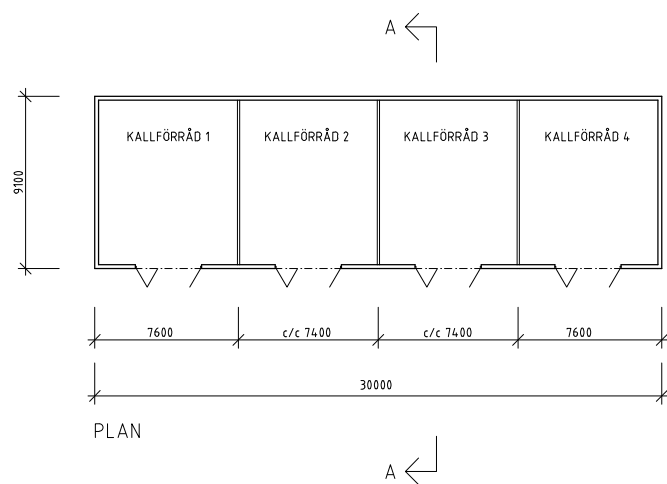 A
KALLFÖRRÅD 1
KALLFÖRRÅD 2
KALLFÖRRÅD 3
KALLFÖRRÅD 4
9100
7600
c/c 7400
c/c 7400
7600
30000
PLAN
A